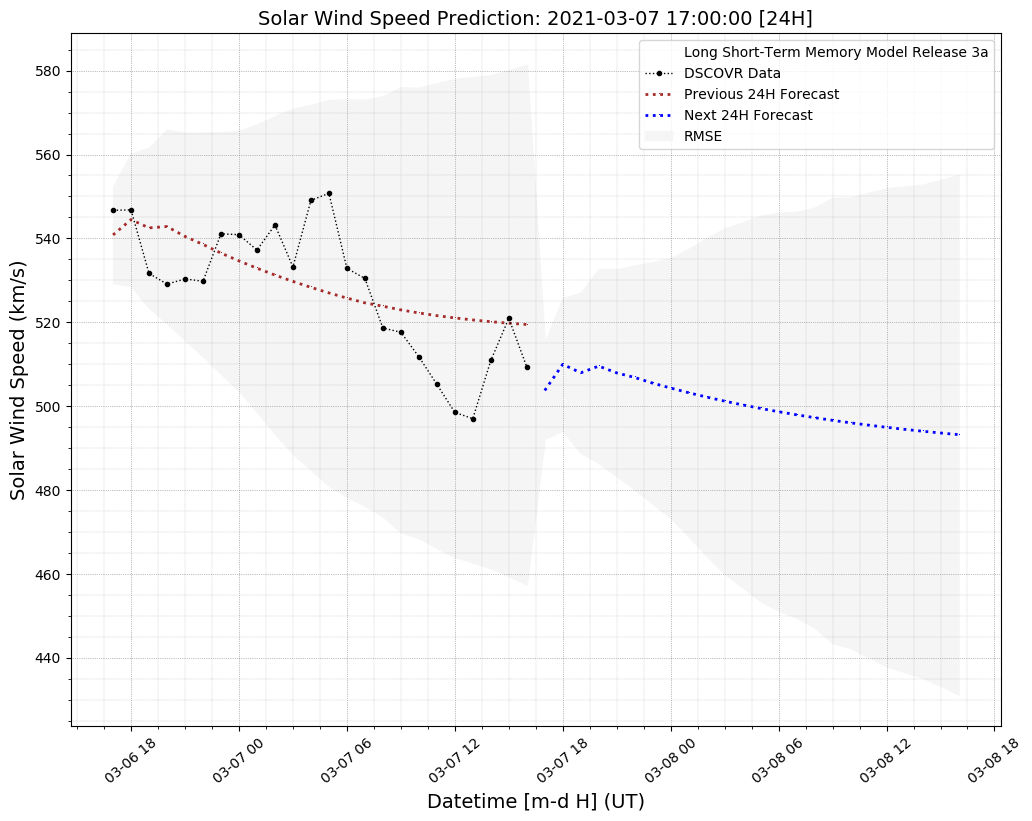 Solar Wind Speed Prediction: 2021-03-07 17:00:00 [24H]
Long Short-Term Memory Model Release 3a
DSCOVR Data
Previous 24H Forecast
Next 24H Forecast
RMSE
Solar Wind Speed (km/s)
580
560
540
520
500
480
460
440
03-06 18
03-07 00
03-07 06
03-07 12
03-07 18
03-08 00
03-08 06
03-08 12
03-08 18
Datetime [m-d H] (UT)